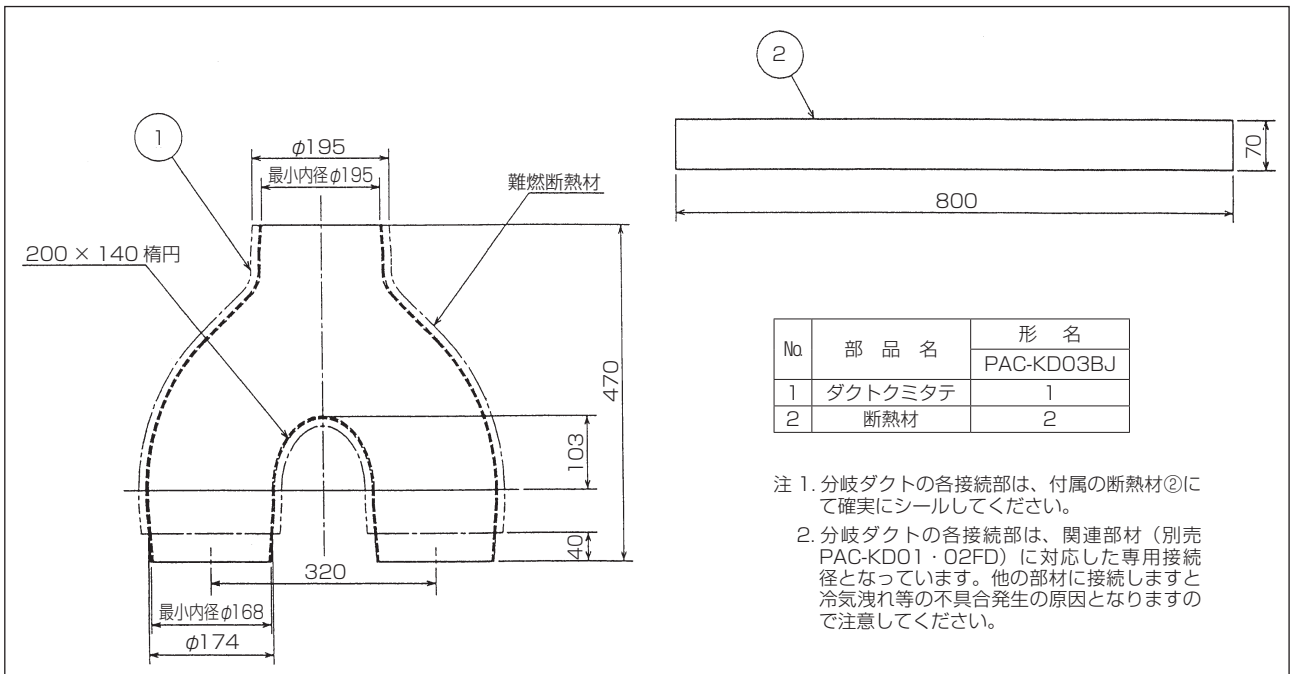 1
φ195
最小内径φ195
難燃断熱材
200 × 140 楕円
470
103
40
320
最小内径φ168
φ174
2
70
800
№ 部品名 形名
PAC-KD03BJ
1 ダクトクミタテ 1
2 断熱材 2
注 1. 分岐ダクトの各接続部は、付属の断熱材②に
て確実にシールしてください。
2. 分岐ダクトの各接続部は、関連部材（別売
PAC-KD01・02FD）に対応した専用接続
径となっています。他の部材に接続しますと
冷気洩れ等の不具合発生の原因となりますの
で注意してください。